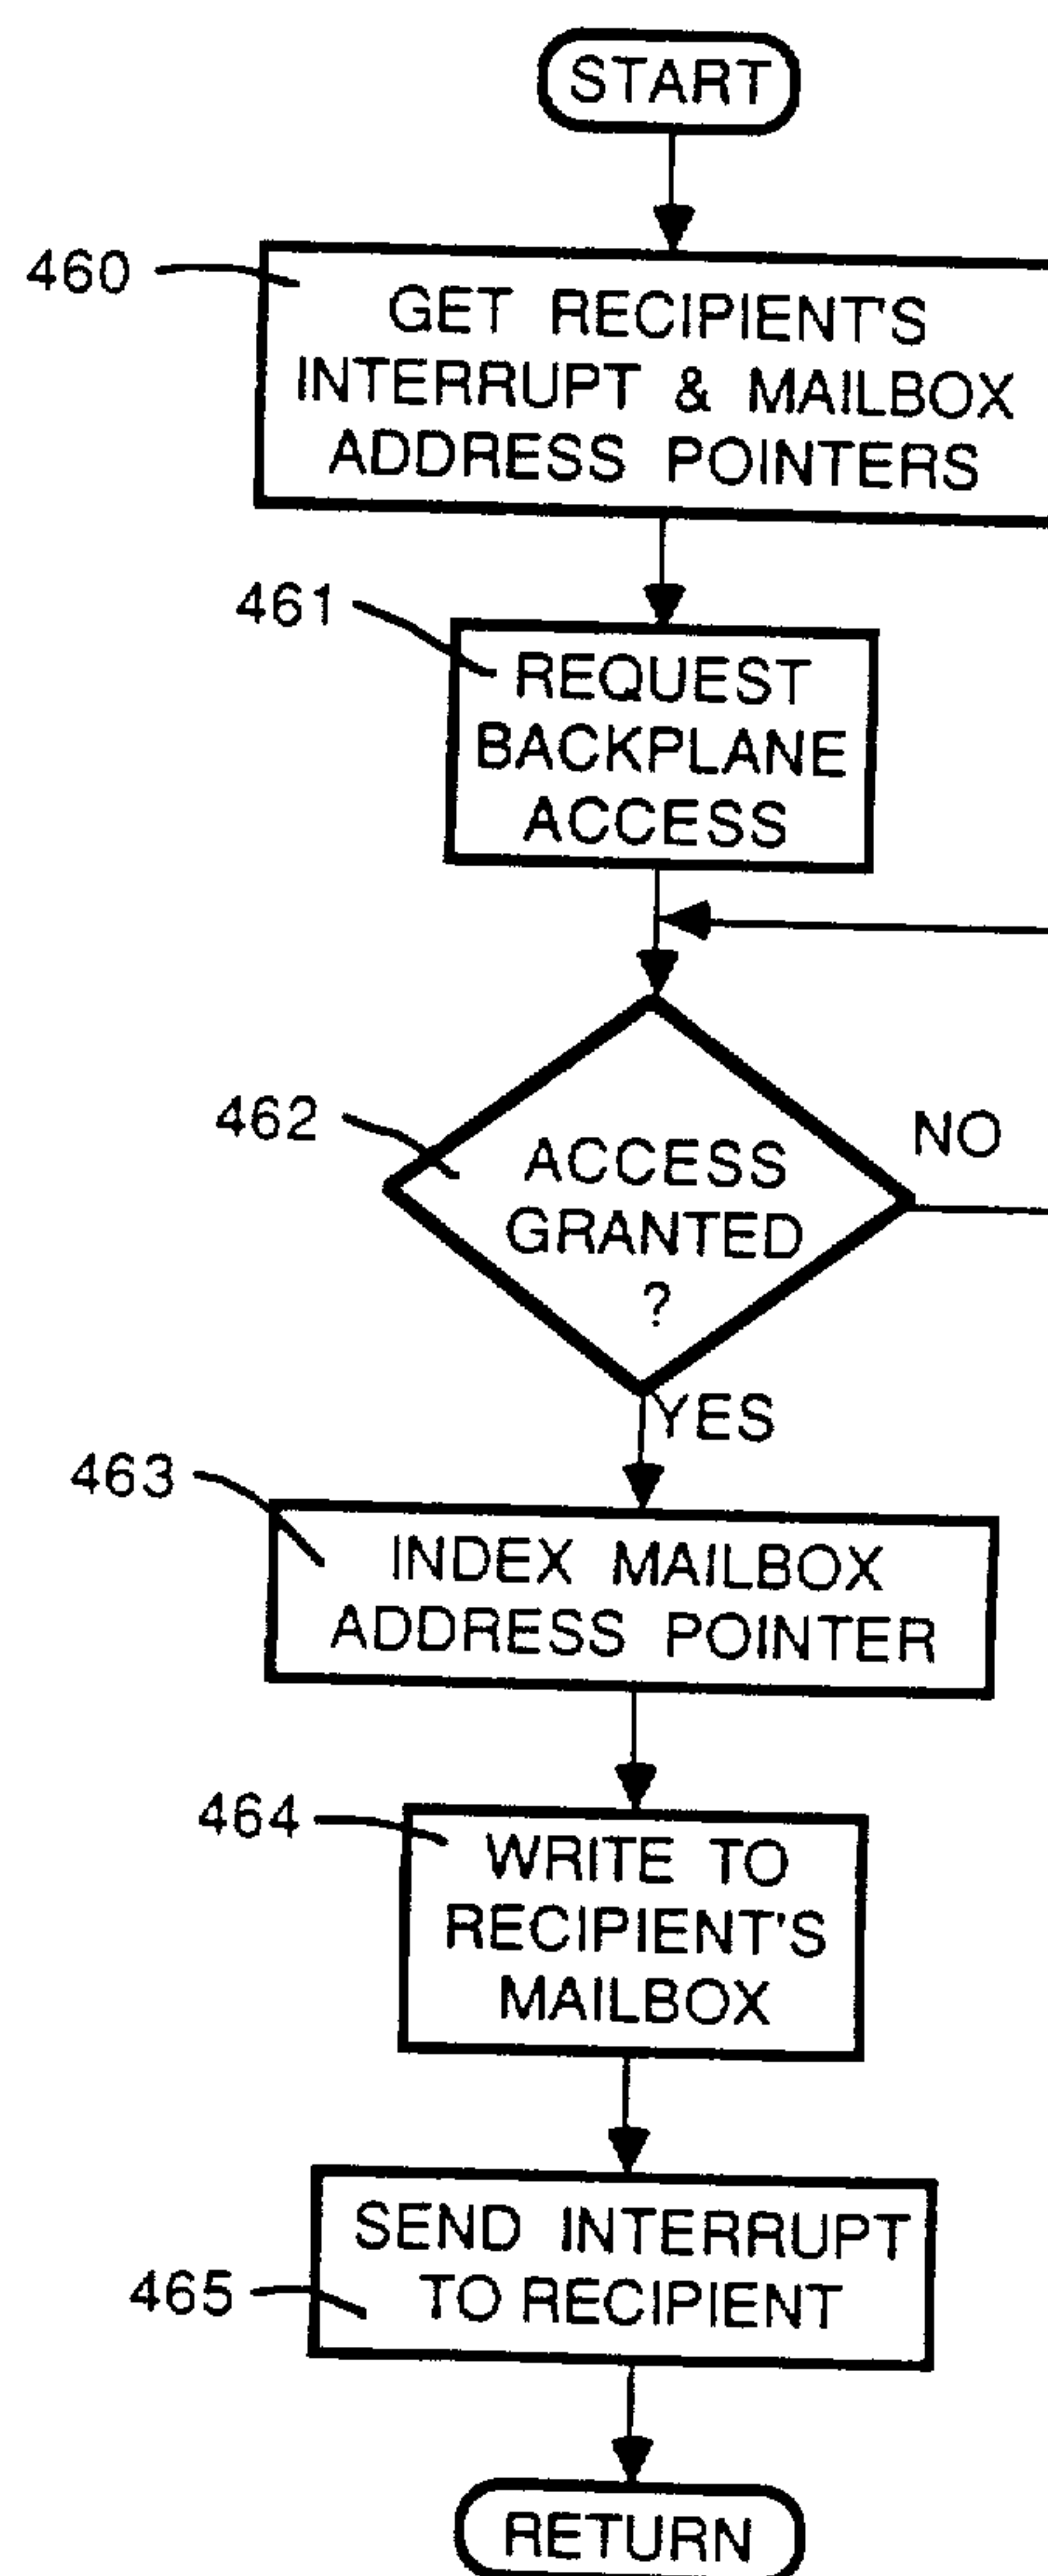 START
460
GET RECIPIENT'S
INTERRUPT & MAILBOX
ADDRESS POINTERS
461
REQUEST
BACKPLANE
ACCESS
462
ACCESS
GRANTED
?
NO
YES
463
INDEX MAILBOX
ADDRESS POINTER
464
WRITE TO
RECIPIENT'S
MAILBOX
SEND INTERRUPT
465
TO RECIPIENT
RETURN